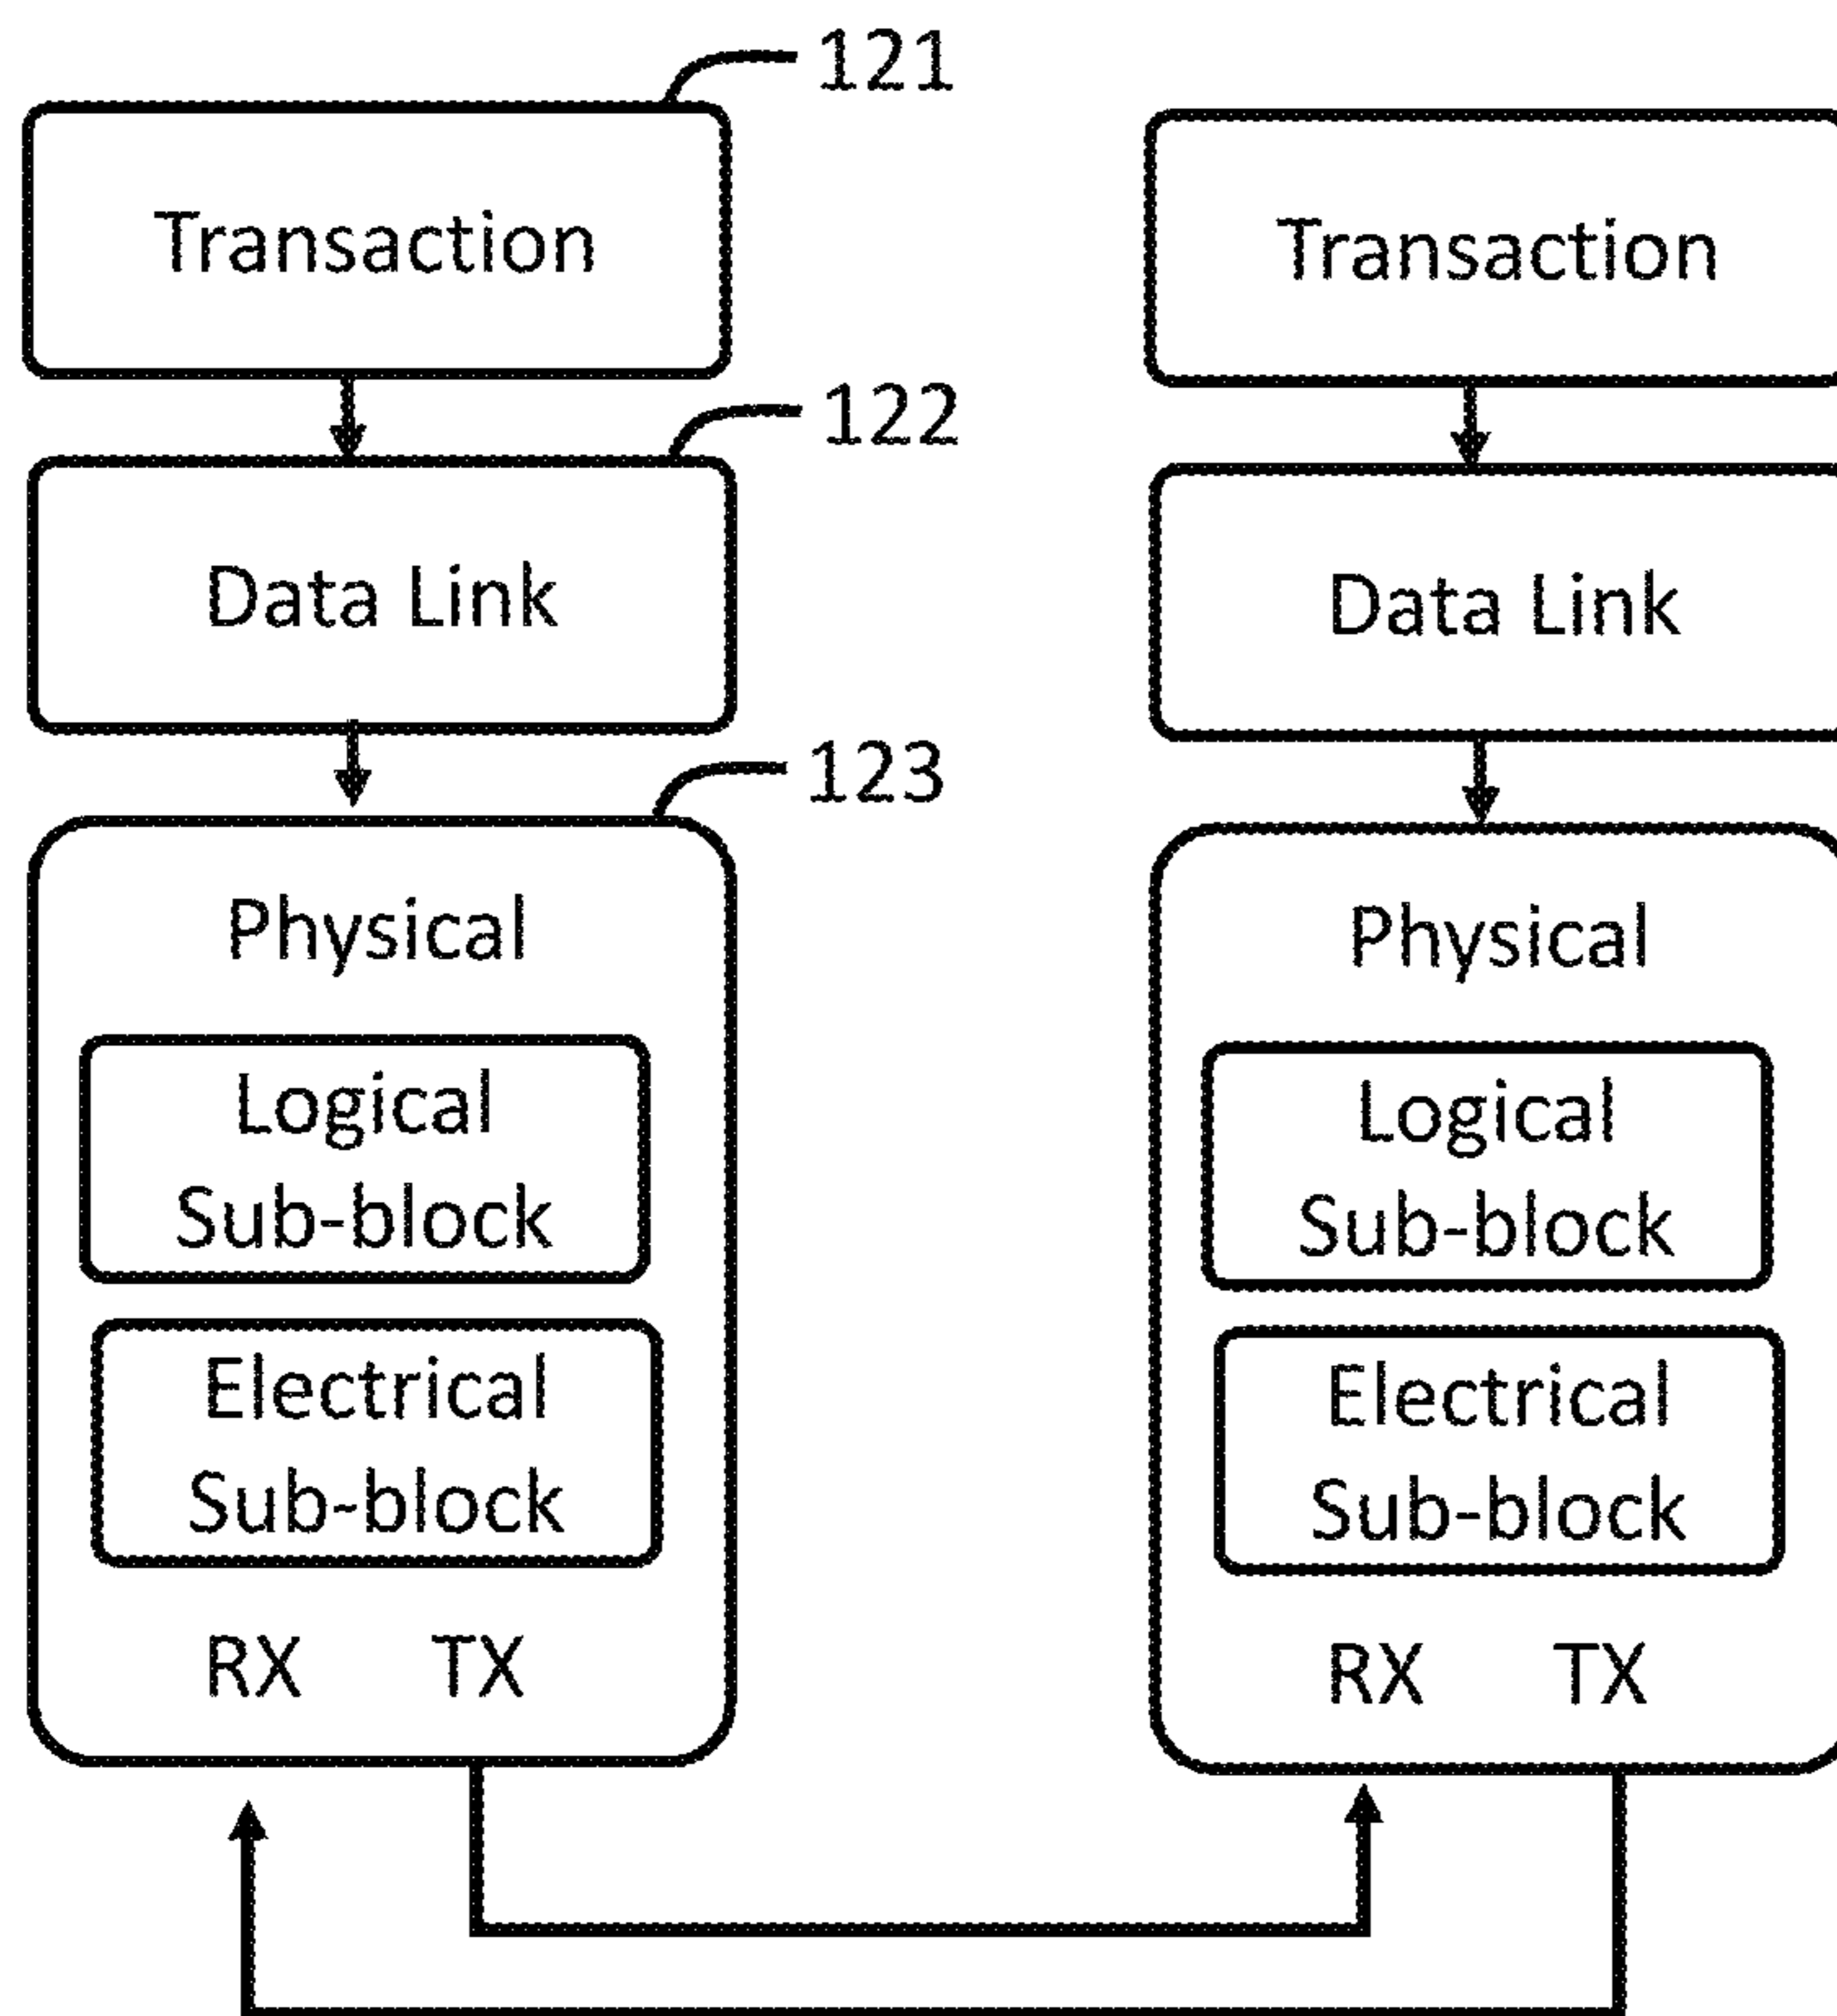 121
Transaction
122
Data Link
123
Physical
Logical
Sub-block
Electrical
Sub-block
RX TX
Transaction
Data Link
Physical
Logical
Sub-block
Electrical
Sub-block
RX TX